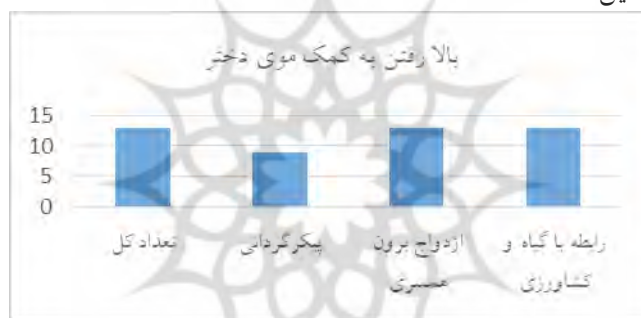 بالا رفتن به کمک موی دختر
15
10
5
0
تعداد کل
پیکرگردانی
ازدواج برون
همسری
رابطه با گیاه و
کشاورزی